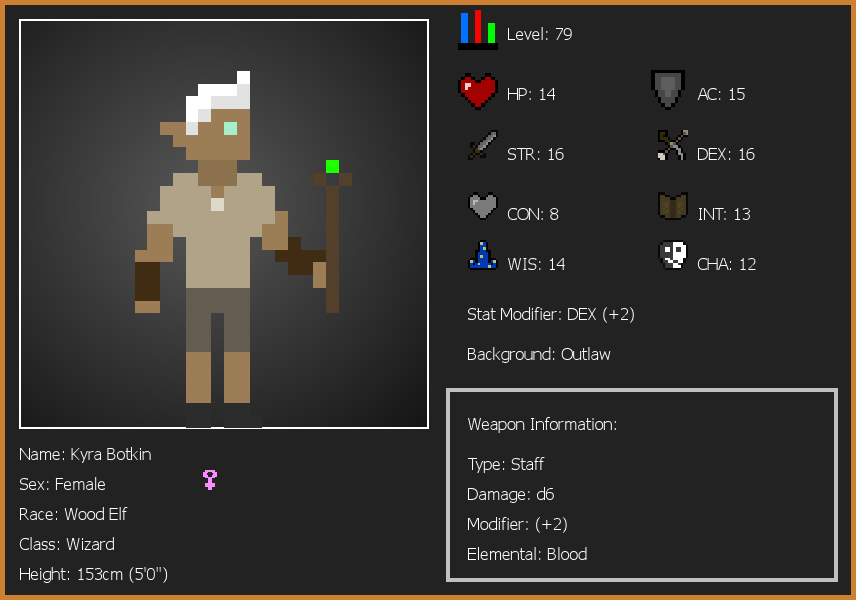 Level: 79
HP: 14
AC: 15
STR: 16
DEX: 16
CON: 8
INT: 13
WIS: 14
CHA: 12
Stat Modifier: DEX (+2)
Background: Outlaw
Weapon Information:
Type: Staff
Damage: d6
Modifier: (+2)
Elemental: Blood
Name: Kyra Botkin
Sex: Female
Race: Wood Elf
Class: Wizard
Height: 153cm (5'0")